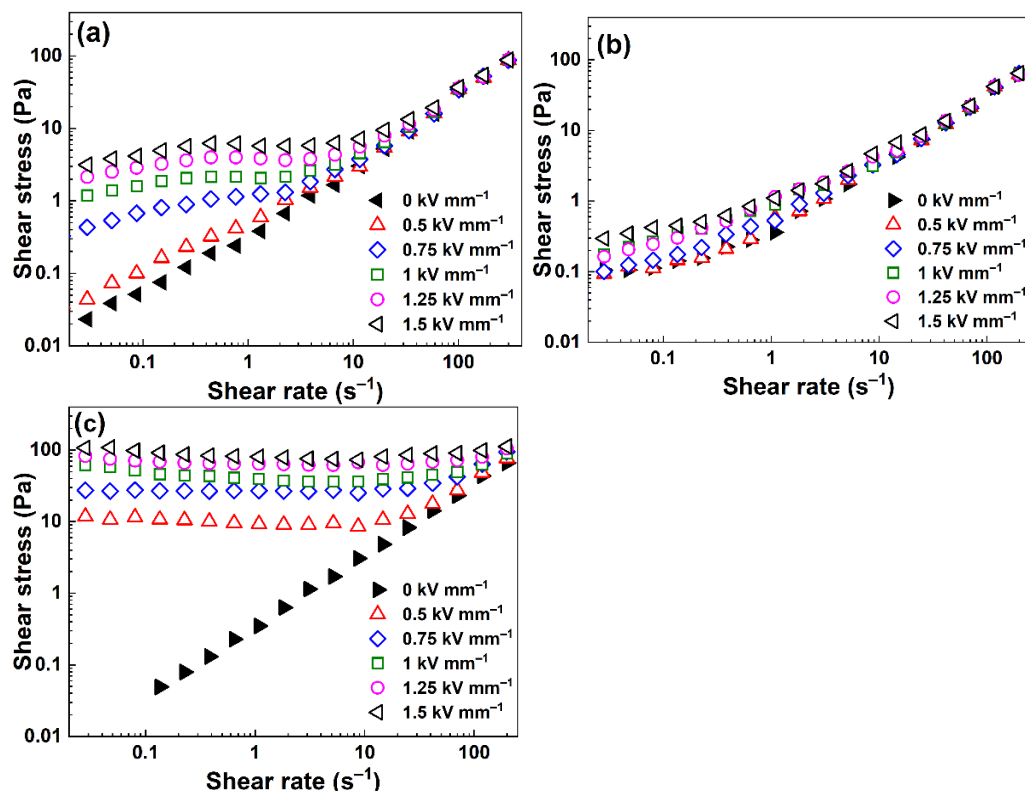 (a)
Shear stress (Pa)
100
10
1
0.1
0.01
0 kV mm⁻¹
0.5 kV mm⁻¹
0.75 kV mm⁻¹
1 kV mm⁻¹
1.25 kV mm⁻¹
1.5 kV mm⁻¹
0.1 1 10 100
Shear rate (s⁻¹)
(b)
Shear stress (Pa)
100
10
1
0.1
0.01
0 kV mm⁻¹
0.5 kV mm⁻¹
0.75 kV mm⁻¹
1 kV mm⁻¹
1.25 kV mm⁻¹
1.5 kV mm⁻¹
0.1 1 10 100
Shear rate (s⁻¹)
(c)
Shear stress (Pa)
100
10
1
0.1
0.01
0 kV mm⁻¹
0.5 kV mm⁻¹
0.75 kV mm⁻¹
1 kV mm⁻¹
1.25 kV mm⁻¹
1.5 kV mm⁻¹
0.1 1 10 100
Shear rate (s⁻¹)